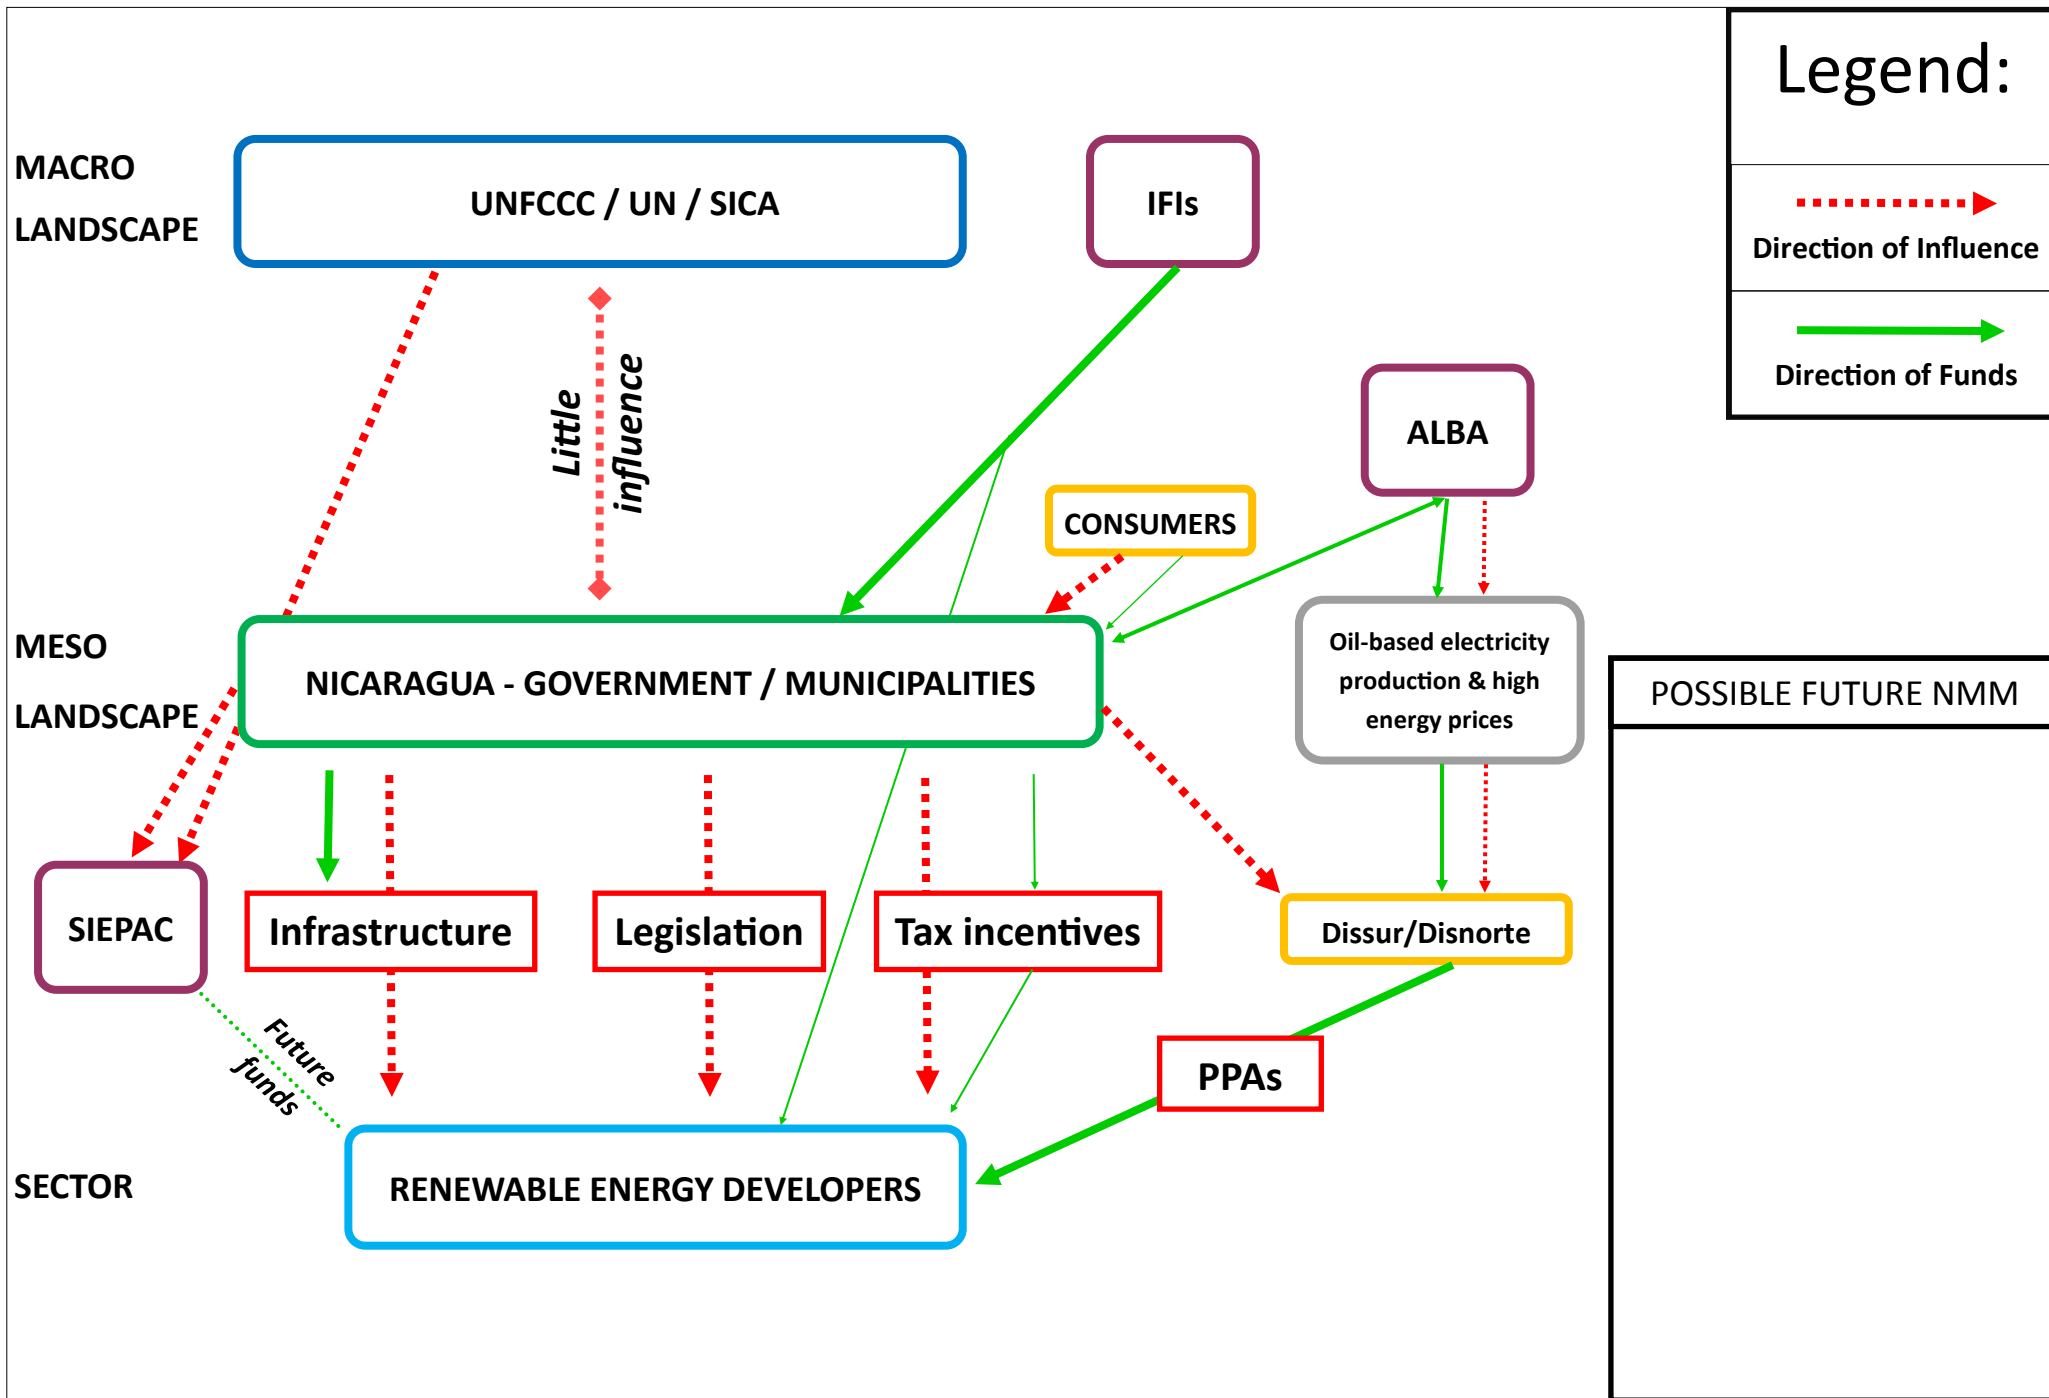 Legend:
Direction of Influence
Direction of Funds
MACRO
LANDSCAPE
UNFCCC / UN / SICA
IFIs
Little
influence
ALBA
CONSUMERS
MESO
LANDSCAPE
NICARAGUA - GOVERNMENT / MUNICIPALITIES
Oil-based electricity
production & high
energy prices
POSSIBLE FUTURE NMM
SIEPAC
Infrastructure
Legislation
Tax incentives
Dissur/Disnorte
Future
funds
PPAs
SECTOR
RENEWABLE ENERGY DEVELOPERS